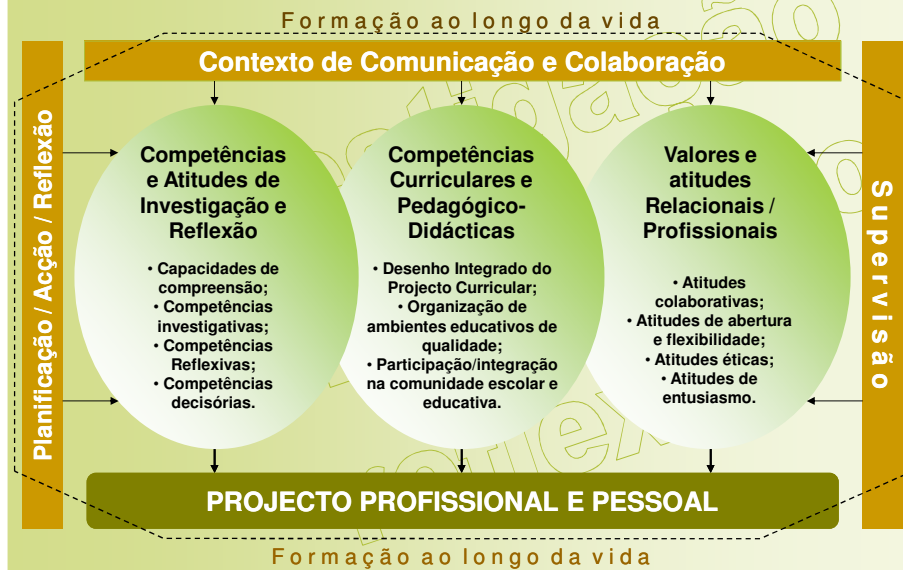 Formação ao longo da vida
Contexto de Comunicação e Colaboração
Planificação / Acção / Reflexão
Competências
e Atitudes de
Investigação e
Reflexão
• Capacidades de
compreensão;
• Competências
investigativas;
• Competências
Reflexivas;
• Competências
decisórias.
Competências
Curriculares e
Pedagógico-
Didácticas
• Desenho Integrado do
Projecto Curricular;
• Organização de
ambientes educativos de
qualidade;
• Participação/integração
na comunidade escolar e
educativa.
Valores e
atitudes
Relacionais /
Profissionais
• Atitudes
colaborativas;
• Atitudes de abertura
e flexibilidade;
• Atitudes éticas;
• Atitudes de
entusiasmo.
Supervisão
PROJECTO PROFISSIONAL E PESSOAL
Formação ao longo da vida